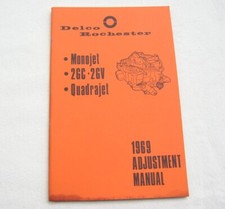 Delco
Rochester
• Monojet
• 2GC - 2GV
• Quadrajet
1969
ADJUSTMENT
MANUAL